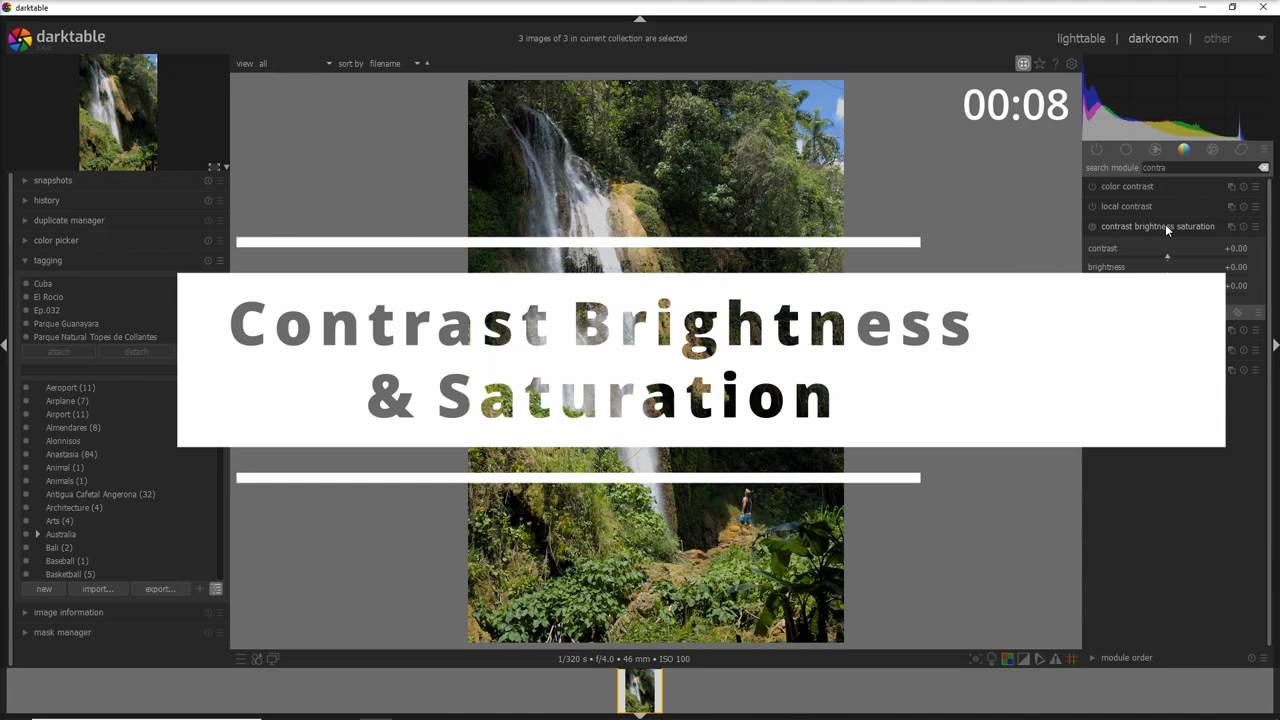 darktable
darktable
3.4.0
3 images of 3 in current collection are selected
lighttable | darkroom | other
view all sort by filename
00:08
snapshots
history
duplicate manager
color picker
tagging
Cuba
El Rocio
Ep.032
Parque Guanayara
Parque Natural Topes de Collantes
attach detach
Aeroport (11)
Airplane (7)
Airport (11)
Almendares (8)
Alonnisos
Anastasia (84)
Animal (1)
Animals (1)
Antigua Cafetal Angerona (32)
Architecture (4)
Arts (4)
Australia
Bali (2)
Baseball (1)
Basketball (5)
new import... export...
image information
mask manager
Contrast Brightness
& Saturation
search module contra
color contrast
local contrast
contrast brightness saturation
contrast +0.00
brightness +0.00
+0.00
1/320 s • f/4.0 • 46 mm • ISO 100
module order